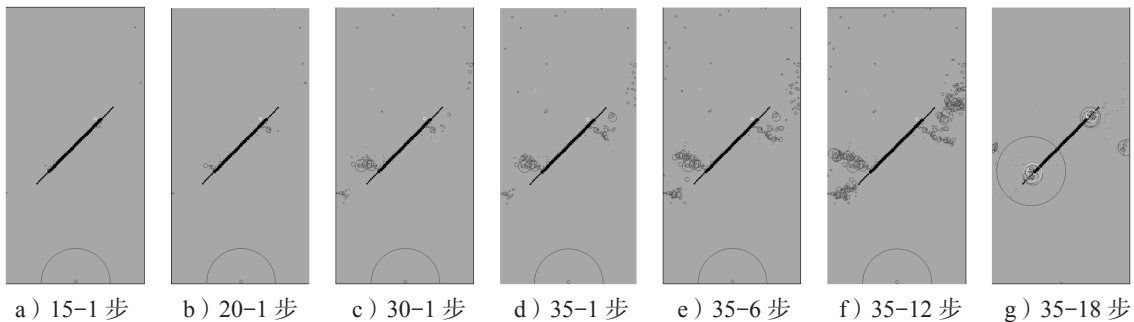 a）15-1 步 b）20-1 步 c）30-1 步 d）35-1 步 e）35-6 步 f）35-12 步 g）35-18 步